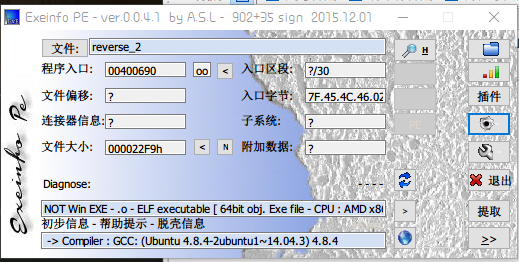 Exeinfo PE - ver.0.0.4.1 by A.S.L - 902+35 sign 2015.12.01
文件: reverse_2 H
程序入口: 00400690 oo < 入口区段: ?/30
文件偏移: ? 入口字节: 7F.45.4C.46.02 插件
连接器信息: ? 子系统: ? PE
文件大小: 000022F9h < N 附加数据: ?
Diagnose: - - - - 退出
NOT Win EXE - .o - ELF executable [ 64bit obj. Exe file - CPU : AMD x86 > 提取
初步信息 - 帮助提示 - 脱壳信息
-> Compiler : GCC: (Ubuntu 4.8.4-2ubuntu1~14.04.3) 4.8.4 >>
Exeinfo Pe